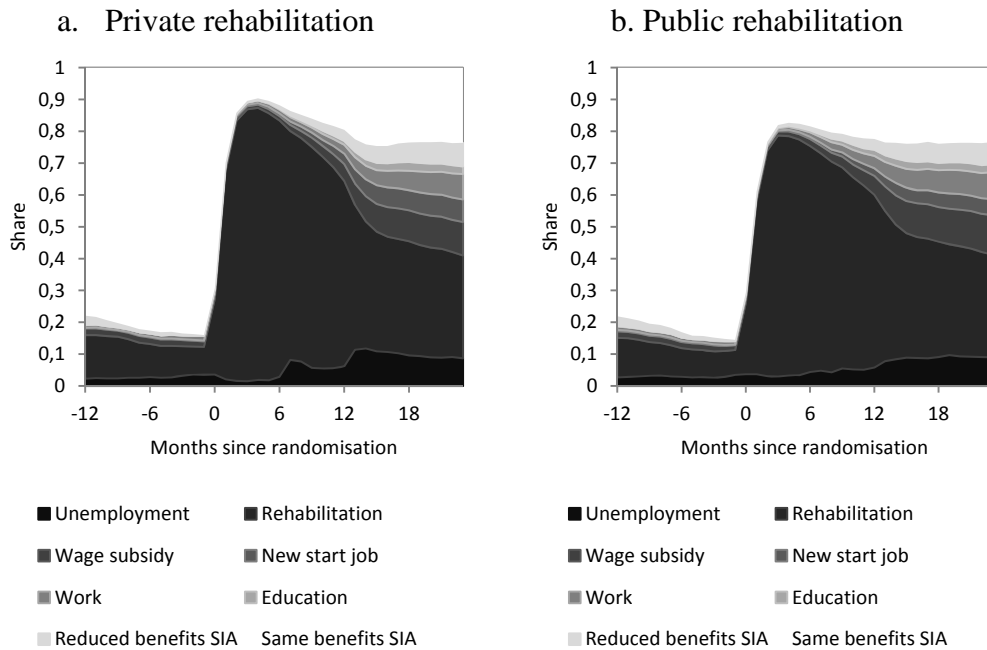 a. Private rehabilitation
1
0,9
0,8
0,7
0,6
0,5
0,4
0,3
0,2
0,1
0
Share
-12 -6 0 6 12 18
Months since randomisation
Unemployment Rehabilitation
Wage subsidy New start job
Work Education
Reduced benefits SIA Same benefits SIA
b. Public rehabilitation
1
0,9
0,8
0,7
0,6
0,5
0,4
0,3
0,2
0,1
0
Share
-12 -6 0 6 12 18
Months since randomisation
Unemployment Rehabilitation
Wage subsidy New start job
Work Education
Reduced benefits SIA Same benefits SIA